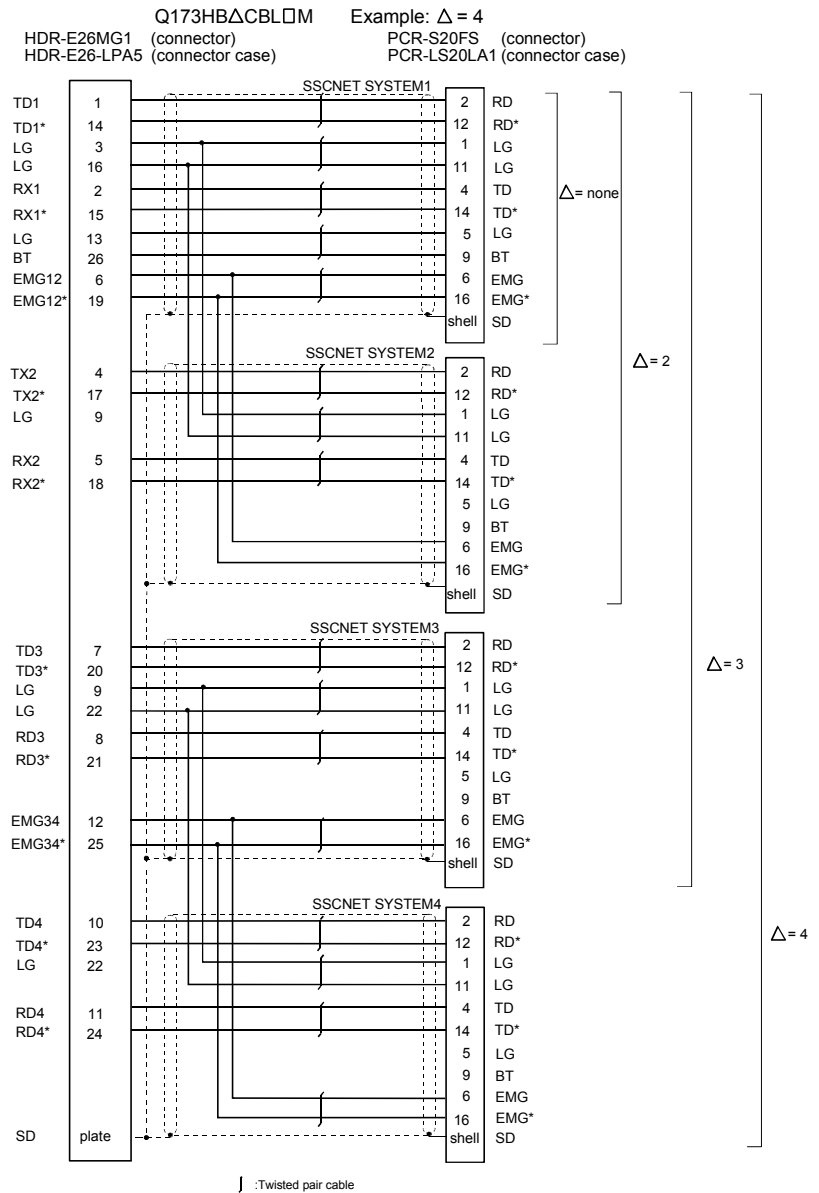 Q173HB△CBL□M Example: △ = 4
HDR-E26MG1 (connector) PCR-S20FS (connector)
HDR-E26-LPA5 (connector case) PCR-LS20LA1 (connector case)
SSCNET SYSTEM1
TD1 1 2 RD
TD1* 14 12 RD*
LG 3 1 LG
LG 16 11 LG
RX1 2 4 TD △= none
RX1* 15 14 TD*
LG 13 5 LG
BT 26 9 BT
EMG12 6 6 EMG
EMG12* 19 16 EMG*
shell SD
SSCNET SYSTEM2
△= 2
TX2 4 2 RD
TX2* 17 12 RD*
LG 9 1 LG
11 LG
RX2 5 4 TD
RX2* 18 14 TD*
5 LG
9 BT
6 EMG
16 EMG*
shell SD
SSCNET SYSTEM3
TD3 7 2 RD
TD3* 20 12 RD* △= 3
LG 9 1 LG
LG 22 11 LG
RD3 8 4 TD
RD3* 21 14 TD*
5 LG
9 BT
EMG34 12 6 EMG
EMG34* 25 16 EMG*
shell SD
SSCNET SYSTEM4
TD4 10 2 RD
TD4* 23 12 RD* △= 4
LG 22 1 LG
11 LG
RD4 11 4 TD
RD4* 24 14 TD*
5 LG
9 BT
6 EMG
16 EMG*
SD plate shell SD
:Twisted pair cable